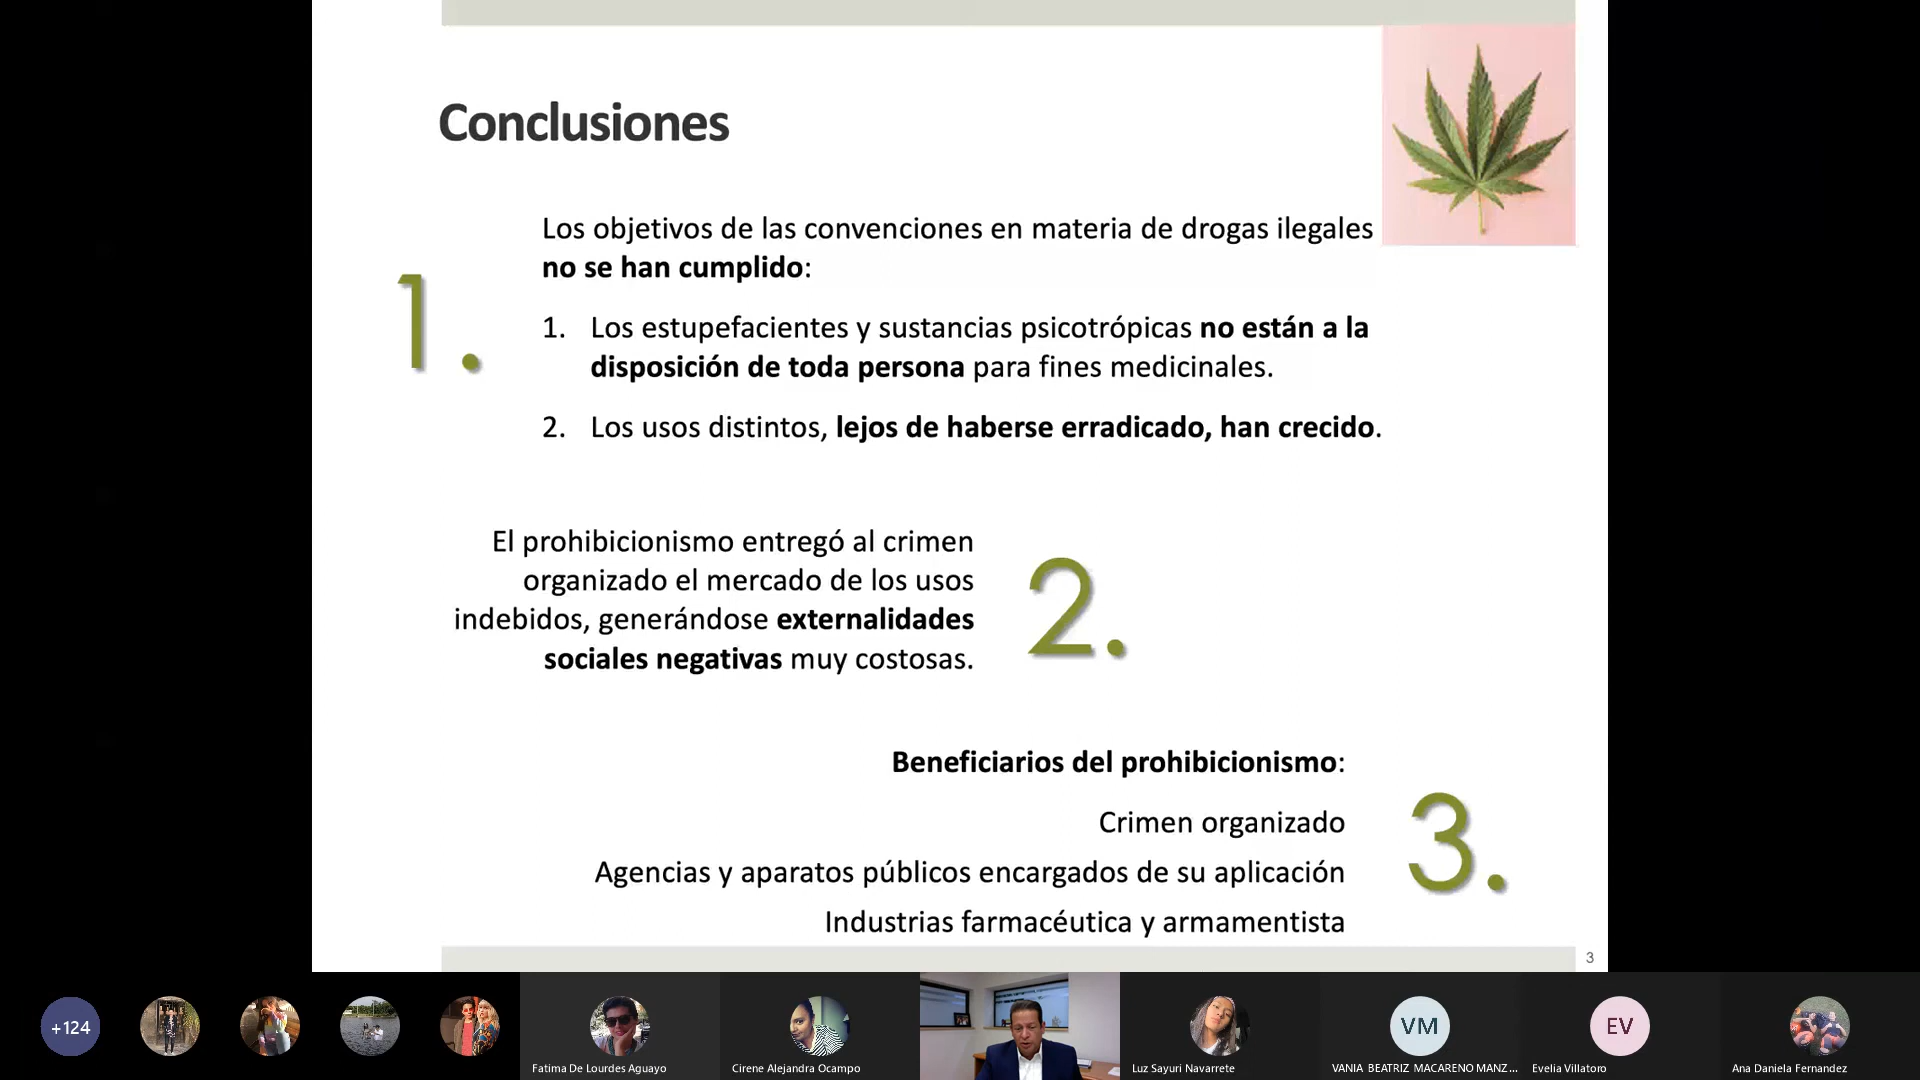 Conclusiones
Los objetivos de las convenciones en materia de drogas ilegales
no se han cumplido:
1.
1. Los estupefacientes y sustancias psicotrópicas no están a la
disposición de toda persona para fines medicinales.
2. Los usos distintos, lejos de haberse erradicado, han crecido.
El prohibicionismo entregó al crimen
organizado el mercado de los usos
indebidos, generándose externalidades
sociales negativas muy costosas.
2.
Beneficiarios del prohibicionismo:
Crimen organizado
Agencias y aparatos públicos encargados de su aplicación
Industrias farmacéutica y armamentista
3.
3
+124
Fatima De Lourdes Aguayo
Cirene Alejandra Ocampo
Luz Sayuri Navarrete
VM
VANIA BEATRIZ MACARENO MANZ...
EV
Evelia Villatoro
Ana Daniela Fernandez